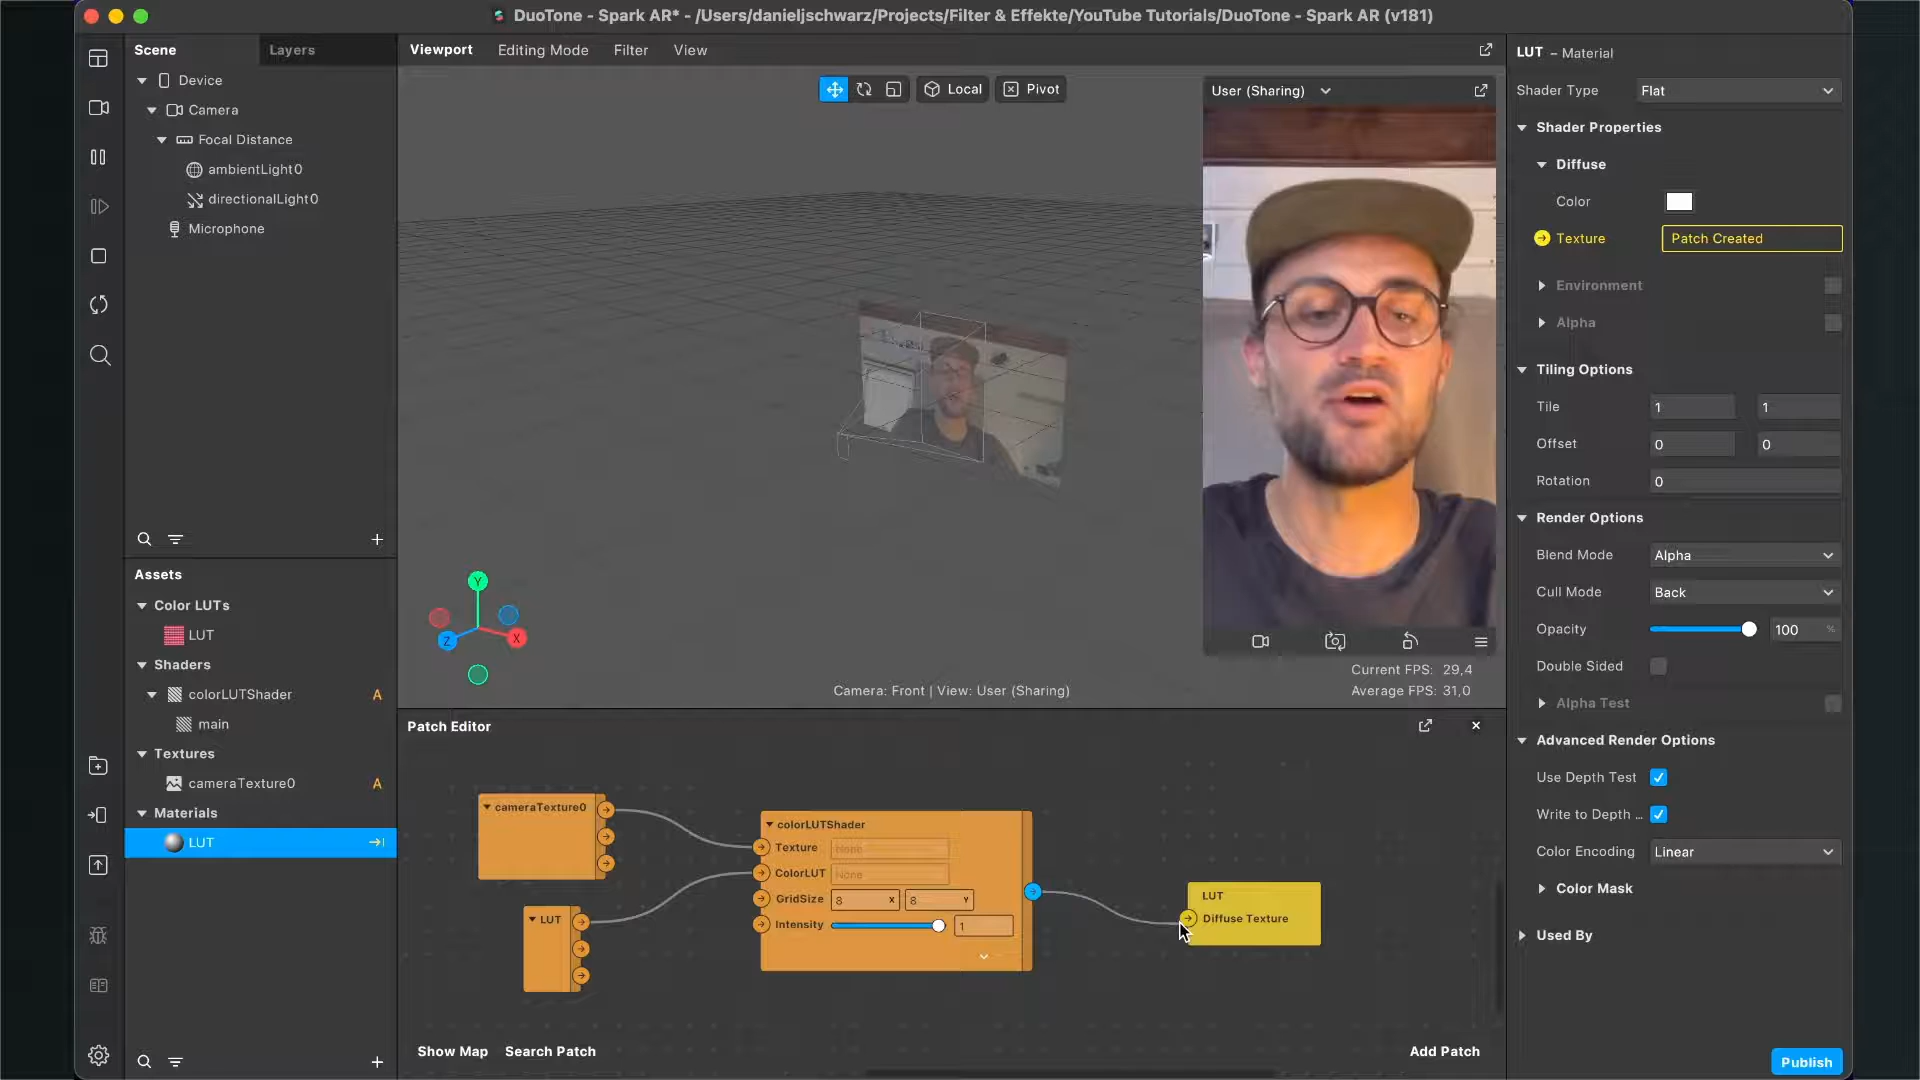 DuoTone - Spark AR* - /Users/danieljschwarz/Projects/Filter & Effekte/YouTube Tutorials/DuoTone - Spark AR (v181)
Scene
Layers
Device
Camera
Focal Distance
ambientLight0
directionalLight0
Microphone
Assets
Color LUTs
LUT
Shaders
colorLUTShader
A
main
Textures
cameraTexture0
A
Materials
LUT
Viewport
Editing Mode
Filter
View
Local
Pivot
User (Sharing)
Y
Z
X
Camera: Front | View: User (Sharing)
Current FPS: 29,4
Average FPS: 31,0
Patch Editor
cameraTexture0
LUT
colorLUTShader
Texture None
ColorLUT None
GridSize 8 X 8 Y
Intensity 1
LUT
Diffuse Texture
Show Map
Search Patch
Add Patch
LUT – Material
Shader Type Flat
Shader Properties
Diffuse
Color
Texture Patch Created
Environment
Alpha
Tiling Options
Tile 1 1
Offset 0 0
Rotation 0
Render Options
Blend Mode Alpha
Cull Mode Back
Opacity 100 %
Double Sided
Alpha Test
Advanced Render Options
Use Depth Test
Write to Depth ...
Color Encoding Linear
Color Mask
Used By
Publish